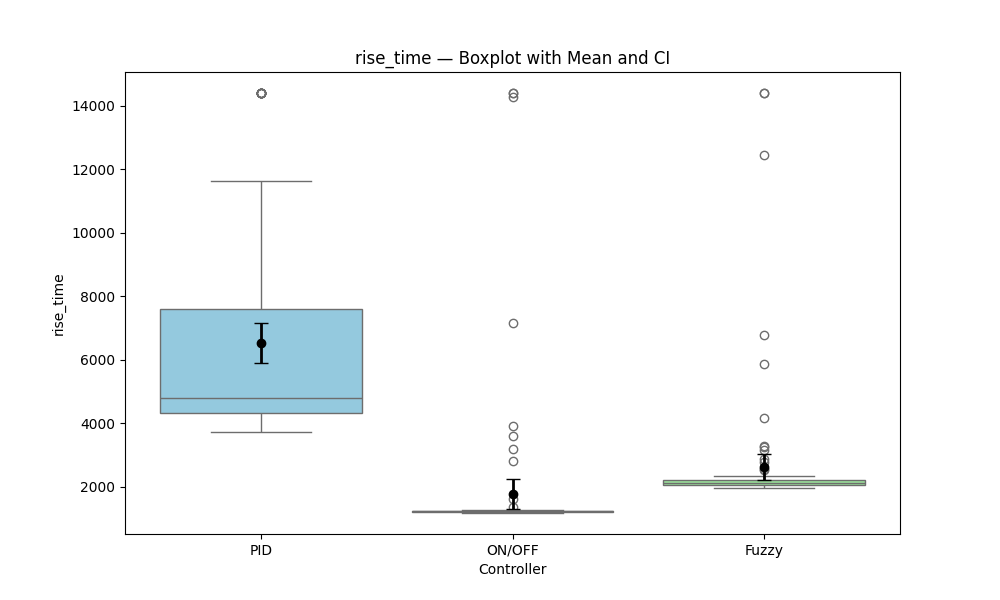 rise_time — Boxplot with Mean and CI
14000
12000
10000
8000
6000
4000
2000
rise_time
PID
ON/OFF
Fuzzy
Controller